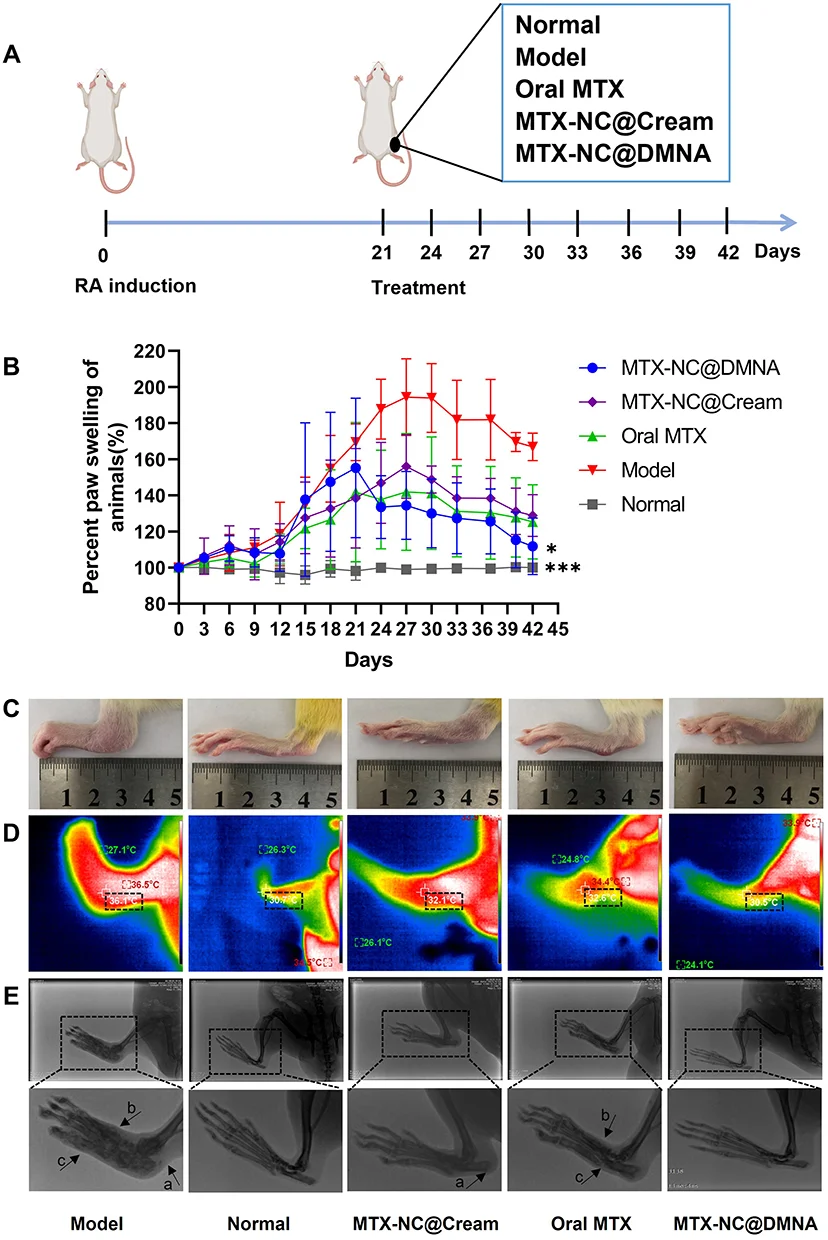 A
Normal
Model
Oral MTX
MTX-NC@Cream
MTX-NC@DMNA
0
21 24 27 30 33 36 39 42 Days
RA induction
Treatment
B
Percent paw swelling of
animals(%)
220
200
180
160
140
120
100
80
0 3 6 9 12 15 18 21 24 27 30 33 36 39 42 45
Days
MTX-NC@DMNA
MTX-NC@Cream
Oral MTX
Model
Normal
*
***
C
1 2 3 4 5
1 2 3 4 5
1 2 3 4 5
1 2 3 4 5
1 2 3 4 5
D
27.1°C
36.5°C
36.1°C
26.3°C
30.7°C
32.1°C
26.1°C
24.8°C
34.4°C
32.6°C
30.5°C
24.1°C
E
b
c
a
a
b
c
Model
Normal
MTX-NC@Cream
Oral MTX
MTX-NC@DMNA